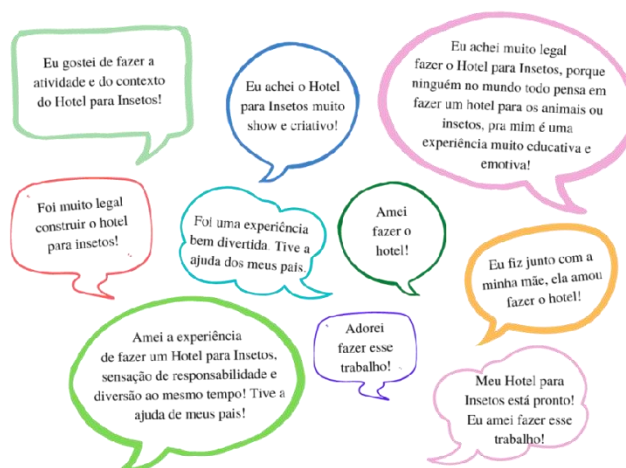 Eu gostei de fazer a
atividade e do contexto
do Hotel para Insetos!
Eu achei o Hotel
para Insetos muito
show e criativo!
Eu achei muito legal
fazer o Hotel para Insetos, porque
ninguém no mundo todo pensa em
fazer um hotel para os animais ou
insetos, pra mim é uma
experiência muito educativa e
emotiva!
Foi muito legal
construir o hotel
para insetos!
Foi uma experiência
bem divertida. Tive a
ajuda dos meus pais.
Amei
fazer o
hotel!
Eu fiz junto com a
minha mãe, ela amou
fazer o hotel!
Amei a experiência
de fazer um Hotel para Insetos,
sensação de responsabilidade e
diversão ao mesmo tempo! Tive a
ajuda de meus pais!
Adorei
fazer esse
trabalho!
Meu Hotel para
Insetos está pronto!
Eu amei fazer esse
trabalho!